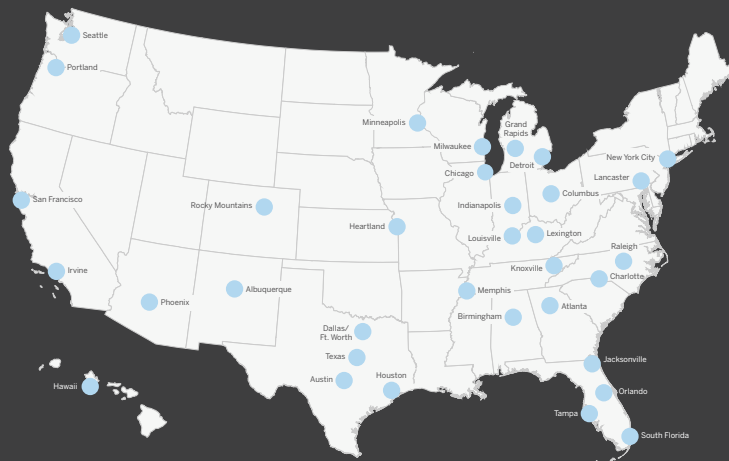 Seattle
Portland
Minneapolis
Grand
Rapids
Milwaukee
Detroit
New York City
Chicago
Lancaster
Columbus
San Francisco
Rocky Mountains
Indianapolis
Heartland
Louisville
Lexington
Raleigh
Knoxville
Irvine
Charlotte
Albuquerque
Memphis
Phoenix
Atlanta
Birmingham
Dallas/
Ft. Worth
Texas
Jacksonville
Houston
Austin
Hawaii
Orlando
Tampa
South Florida